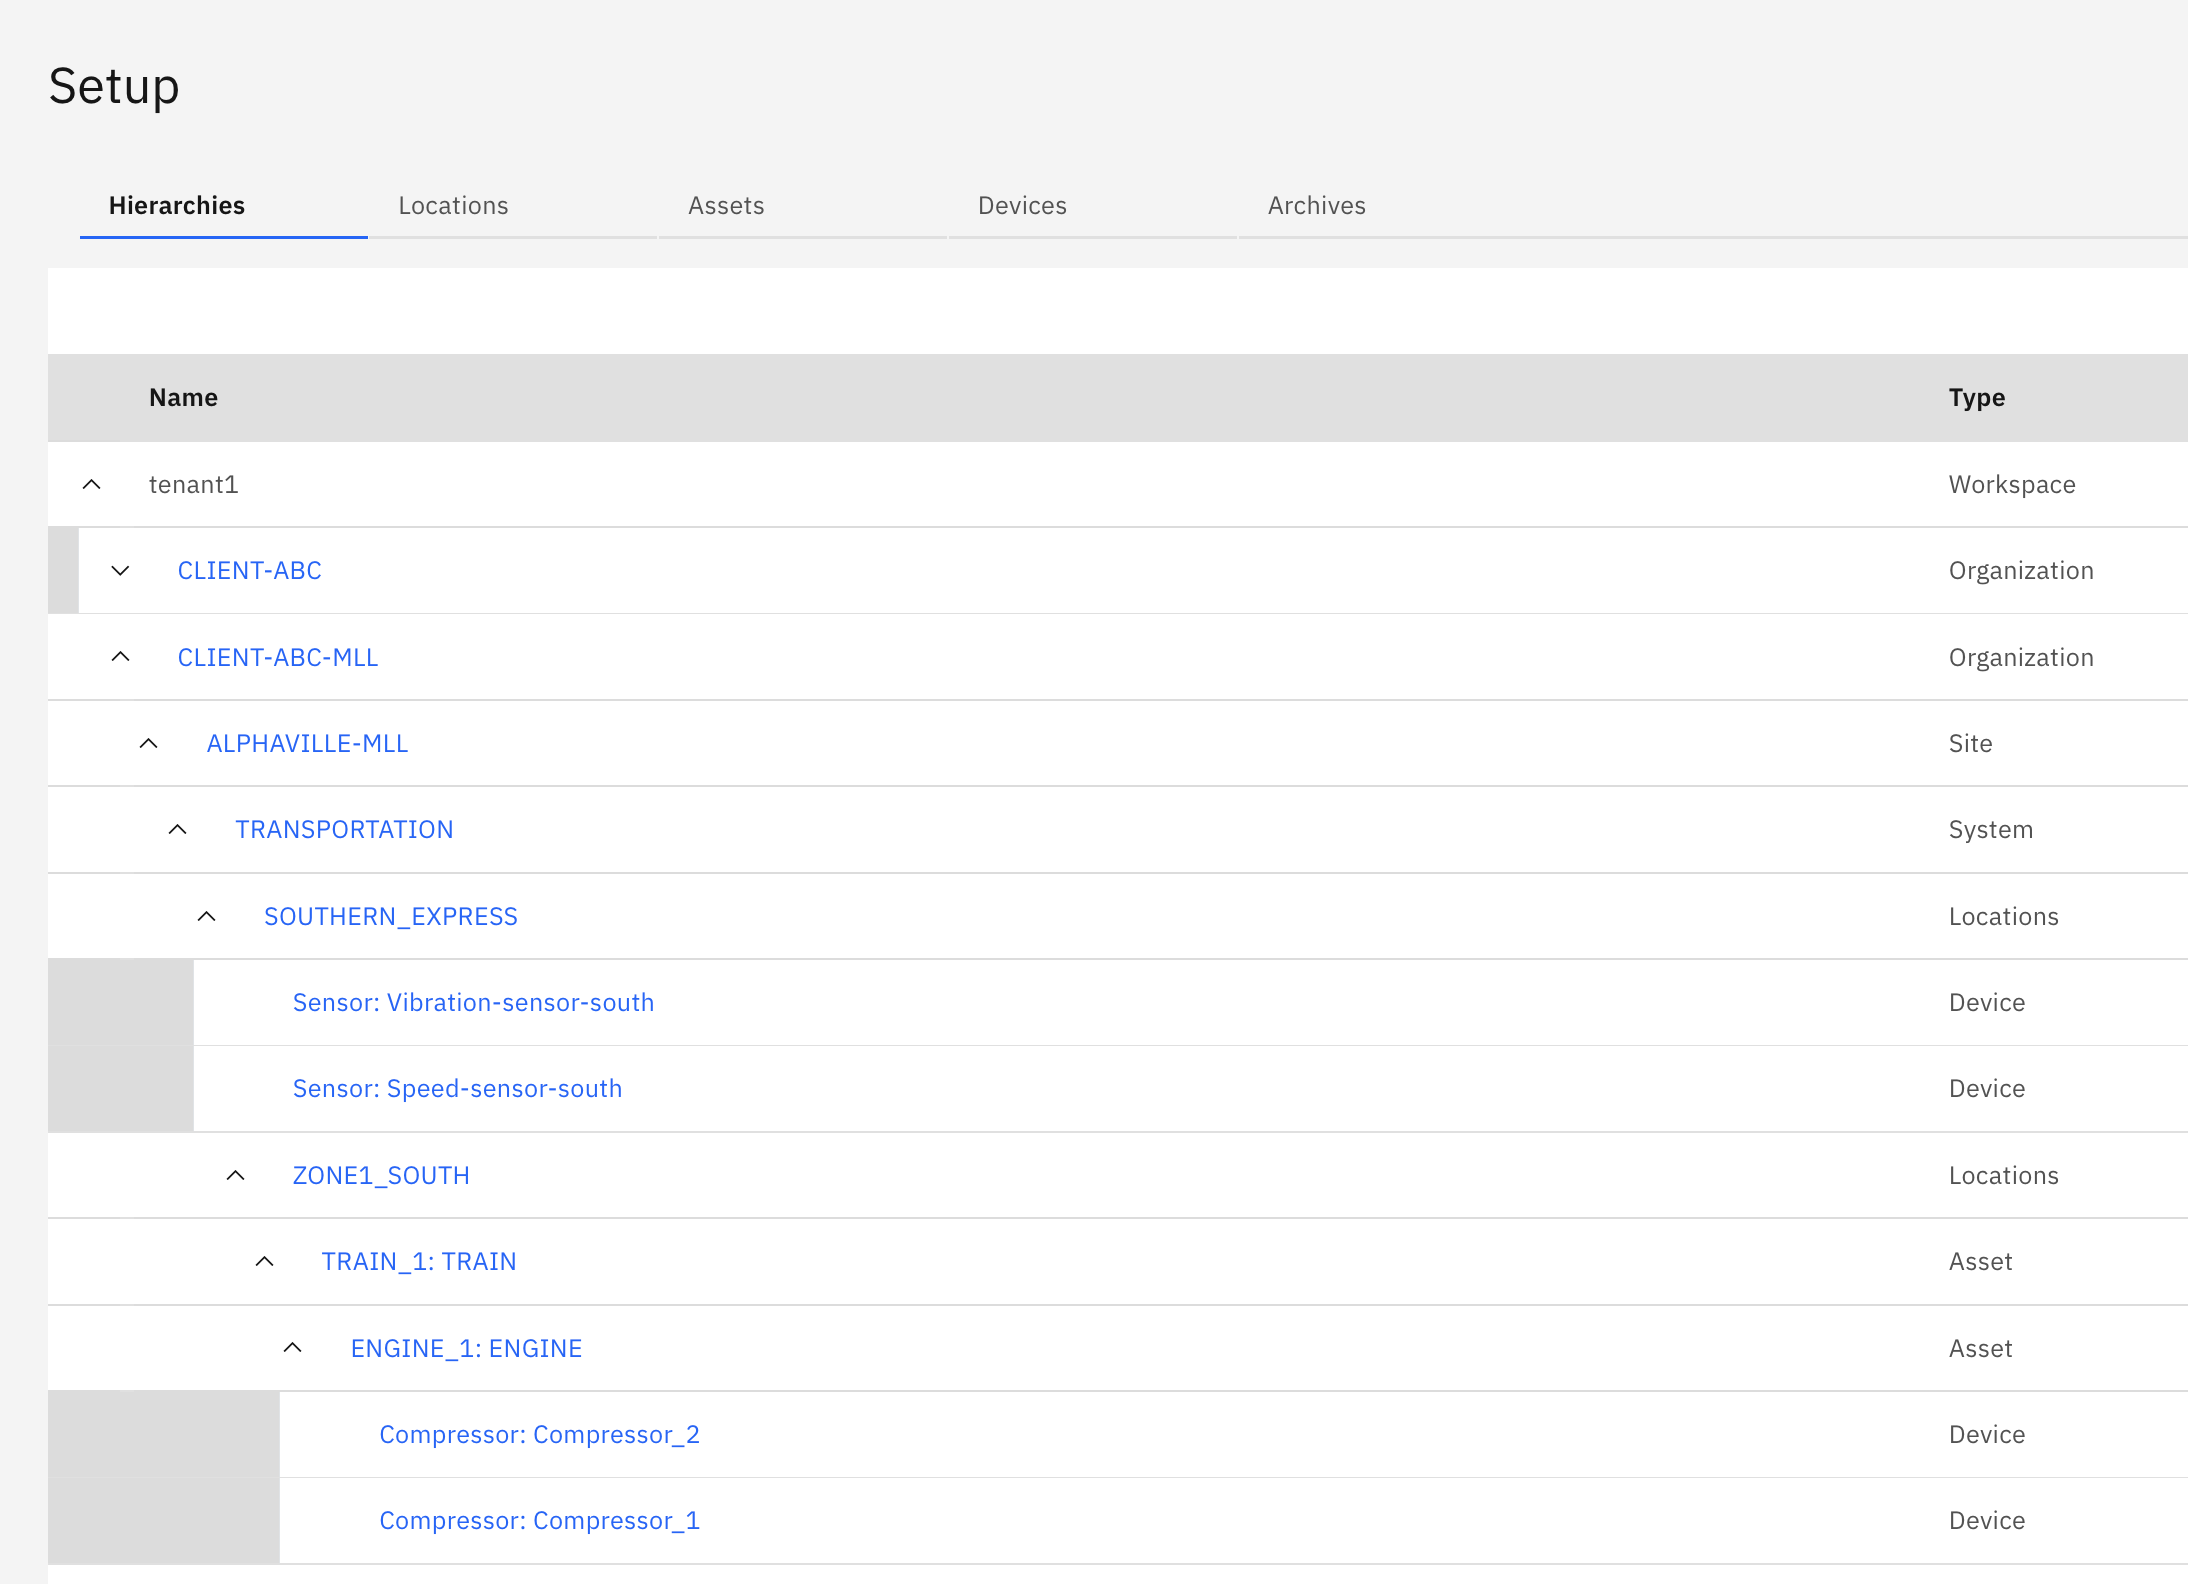 Setup
Hierarchies Locations Assets Devices Archives
Name Type
tenant1 Workspace
CLIENT-ABC Organization
CLIENT-ABC-MLL Organization
ALPHAVILLE-MLL Site
TRANSPORTATION System
SOUTHERN_EXPRESS Locations
Sensor: Vibration-sensor-south Device
Sensor: Speed-sensor-south Device
ZONE1_SOUTH Locations
TRAIN_1: TRAIN Asset
ENGINE_1: ENGINE Asset
Compressor: Compressor_2 Device
Compressor: Compressor_1 Device